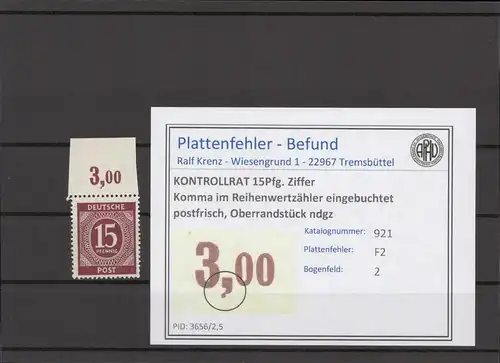 3,00
DEUTSCHE
15
PFENNIG
POST
Plattenfehler - Befund
Ralf Krenz - Wiesengrund 1 - 22967 Tremsbüttel
KONTROLLRAT 15Pfg. Ziffer
Komma im Reihenwertzähler eingebuchtet
postfrisch, Oberrandstück ndgz
Katalognummer: 921
Plattenfehler: F2
Bogenfeld: 2
3,00
PiD: 3656/2,5